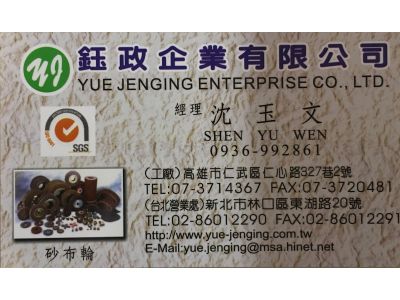 YJ
鈺政企業有限公司
YUE JENGING ENTERPRISE CO., LTD.
經理 沈玉文
SHEN YU WEN
0936-992861
SGS
(工廠)高雄市仁武區仁心路327巷2號
TEL:07-3714367 FAX:07-3720481
(台北營業處)新北市林口區東湖路20號
TEL:02-86012290 FAX:02-86012291
http://www.yue-jenging.com.tw
E-Mail:yue.jenging@msa.hinet.net
砂布輪